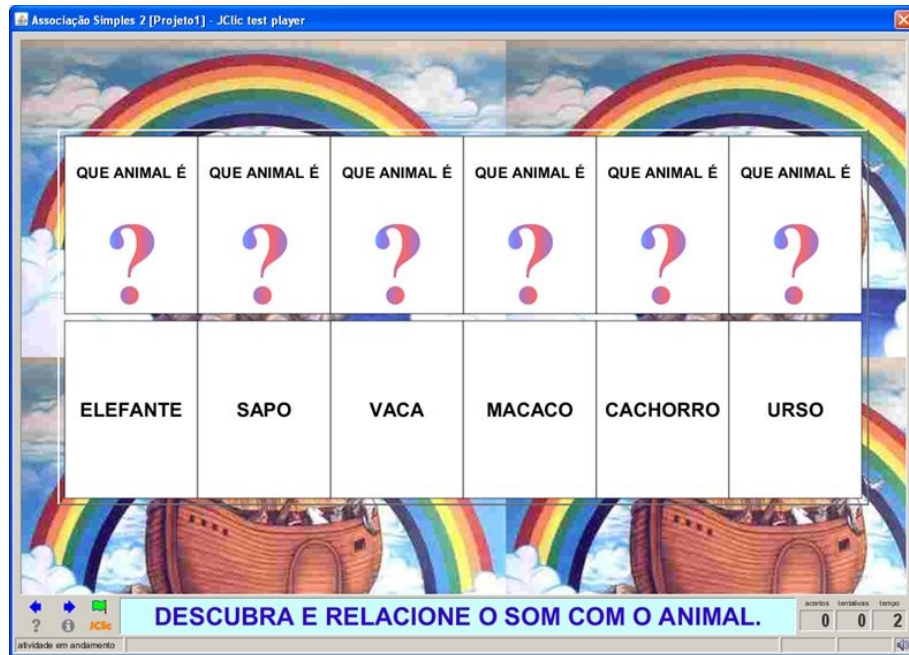 Associação Simples 2 [Projeto1] - JClic test player
QUE ANIMAL É QUE ANIMAL É QUE ANIMAL É QUE ANIMAL É QUE ANIMAL É QUE ANIMAL É
? ? ? ? ? ?
ELEFANTE SAPO VACA MACACO CACHORRO URSO
DESCUBRA E RELACIONE O SOM COM O ANIMAL.
acertos tentativas tempo
0 0 2
? i JClic
atividade em andamento